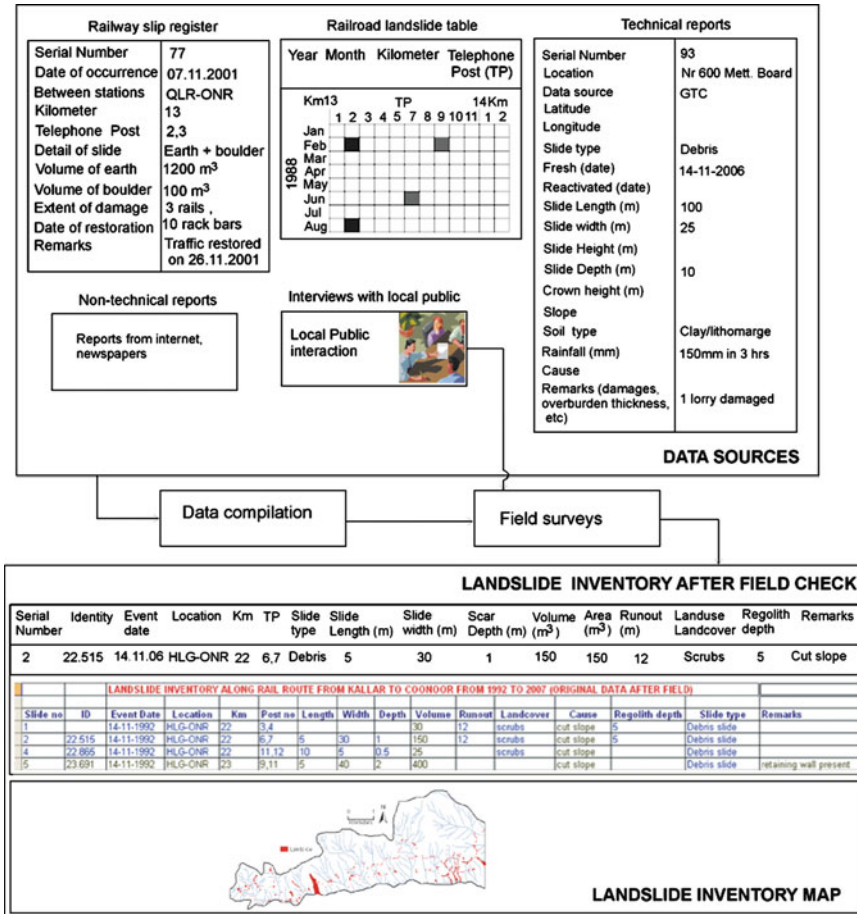 Railway slip register
Serial Number 77
Date of occurrence 07.11.2001
Between stations QLR-ONR
Kilometer 13
Telephone Post 2,3
Detail of slide Earth + boulder
Volume of earth 1200 m³
Volume of boulder 100 m³
Extent of damage 3 rails ,
10 rack bars
Date of restoration
Remarks Traffic restored
on 26.11.2001
Railroad landslide table
Year Month Kilometer Telephone
Post (TP)
Km13 TP 14Km
1 2 3 4 5 6 7 8 9 10 11 1 2
1988
Jan
Feb
Mar
Apr
May
Jun
Jul
Aug
Technical reports
Serial Number 93
Location Nr 600 Mett. Board
Data source GTC
Latitude
Longitude
Slide type Debris
Fresh (date) 14-11-2006
Reactivated (date)
Slide Length (m) 100
Slide width (m) 25
Slide Height (m)
Slide Depth (m) 10
Crown height (m)
Slope
Soil type Clay/lithomarge
Rainfall (mm) 150mm in 3 hrs
Cause
Remarks (damages,
overburden thickness,
etc) 1 lorry damaged
Non-technical reports
Reports from internet,
newspapers
Interviews with local public
Local Public
interaction
DATA SOURCES
Data compilation
Field surveys
LANDSLIDE INVENTORY AFTER FIELD CHECK
Serial Number Identity Event date Location Km TP Slide type Slide Length (m) Slide width (m) Scar Depth (m) Volume (m³) Area (m³) Runout (m) Landuse Landcover Regolith depth Remarks
2 22.515 14.11.06 HLG-ONR 22 6,7 Debris 5 30 1 150 150 12 Scrubs 5 Cut slope
LANDSLIDE INVENTORY ALONG RAIL ROUTE FROM KALLAR TO COONOOR FROM 1992 TO 2007 (ORIGINAL DATA AFTER FIELD)
Slide no ID Event Date Location Km Post no Length Width Depth Volume Runout Landcover Cause Regolith depth Slide type Remarks
1 14-11-1992 HLG-ONR 22 3,4 30 12 scrubs cut slope 5 Debris slide
2 22.515 14-11-1992 HLG-ONR 22 6,7 5 30 1 150 12 scrubs cut slope 5 Debris slide
4 22.865 14-11-1992 HLG-ONR 22 11,12 10 5 0.5 25 scrubs cut slope Debris slide
5 23.691 14-11-1992 HLG-ONR 23 9,11 5 40 2 400 cut slope Debris slide retaining wall present
N
LANDSLIDE INVENTORY MAP